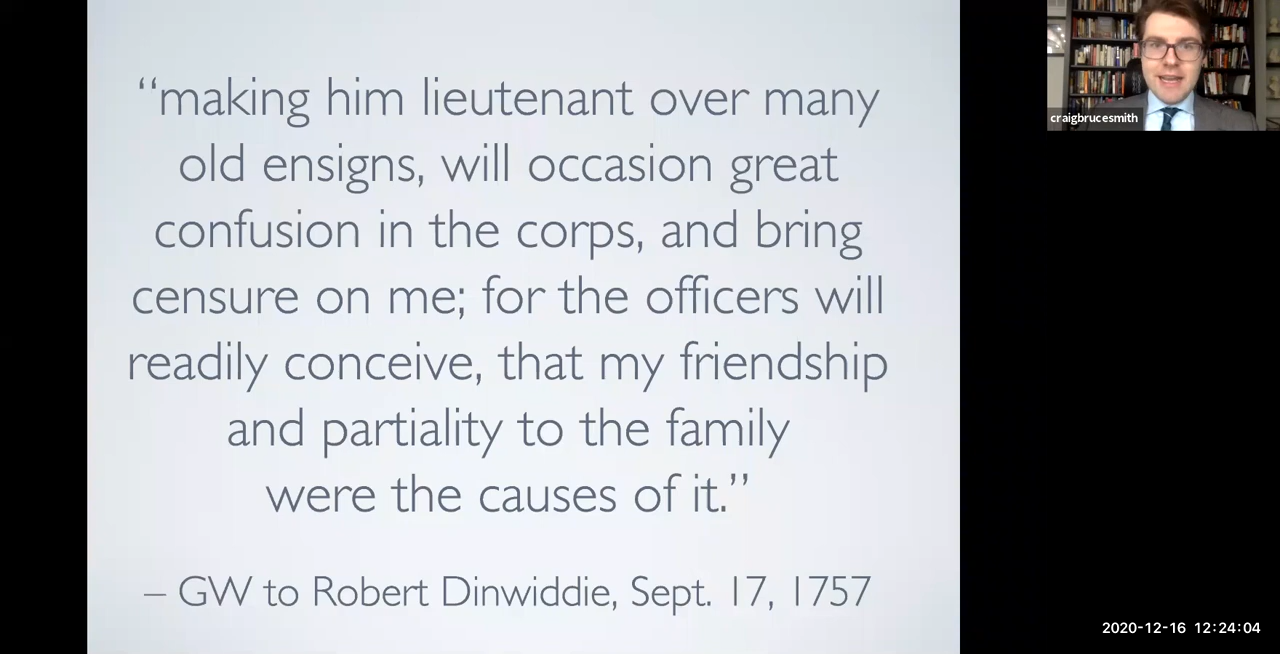 “making him lieutenant over many
old ensigns, will occasion great
confusion in the corps, and bring
censure on me; for the officers will
readily conceive, that my friendship
and partiality to the family
were the causes of it.”
– GW to Robert Dinwiddie, Sept. 17, 1757
craigbrucesmith
2020-12-16 12:24:04